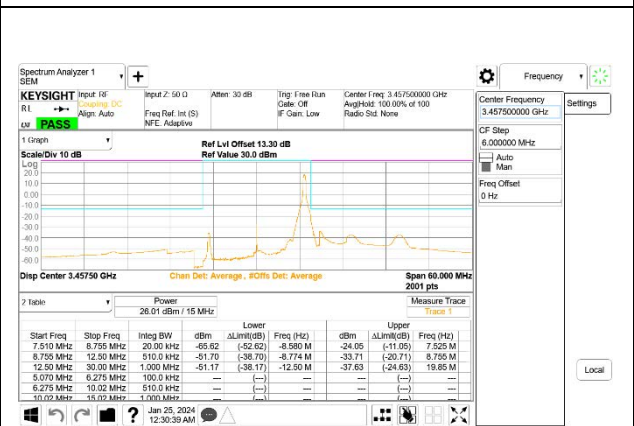 Spectrum Analyzer 1
SEM
Frequency
KEYSIGHT
Input: RF
Input Z: 50 Ω
Atten: 30 dB
Trig: Free Run
Center Freq: 3.457500000 GHz
RL
Coupling: DC
Gate: Off
Avg|Hold: 100.00% of 100
Align: Auto
Freq Ref: Int (S)
IF Gain: Low
Radio Std: None
PASS
NFE: Adaptive
Center Frequency
3.457500000 GHz
Settings
CF Step
6.000000 MHz
Auto
Man
Freq Offset
0 Hz
1 Graph
Ref Lvl Offset 13.30 dB
Scale/Div 10 dB
Ref Value 30.0 dBm
Log
20.0
10.0
0.00
-10.0
-20.0
-30.0
-40.0
-50.0
-60.0
Disp Center 3.45750 GHz
Chan Det: Average , #Offs Det: Average
Span 60.000 MHz
2001 pts
2 Table
Power
26.01 dBm / 15 MHz
Measure Trace
Trace 1
Lower Upper
Start Freq Stop Freq Integ BW dBm ΔLimit(dB) Freq (Hz) dBm ΔLimit(dB) Freq (Hz)
7.510 MHz 8.755 MHz 20.00 kHz -65.62 (-52.62) -8.580 M -24.05 (-11.05) 7.525 M
8.755 MHz 12.50 MHz 510.0 kHz -51.70 (-38.70) -8.774 M -33.71 (-20.71) 8.755 M
12.50 MHz 30.00 MHz 1.000 MHz -51.17 (-38.17) -12.50 M -37.63 (-24.63) 19.85 M
5.070 MHz 6.275 MHz 100.0 kHz --- (---) --- --- (---) ---
6.275 MHz 10.02 MHz 510.0 kHz --- (---) --- --- (---) ---
10.02 MHz 15.02 MHz 1.000 MHz --- (---) --- --- (---) ---
Local
?
Jan 25, 2024
12:30:39 AM